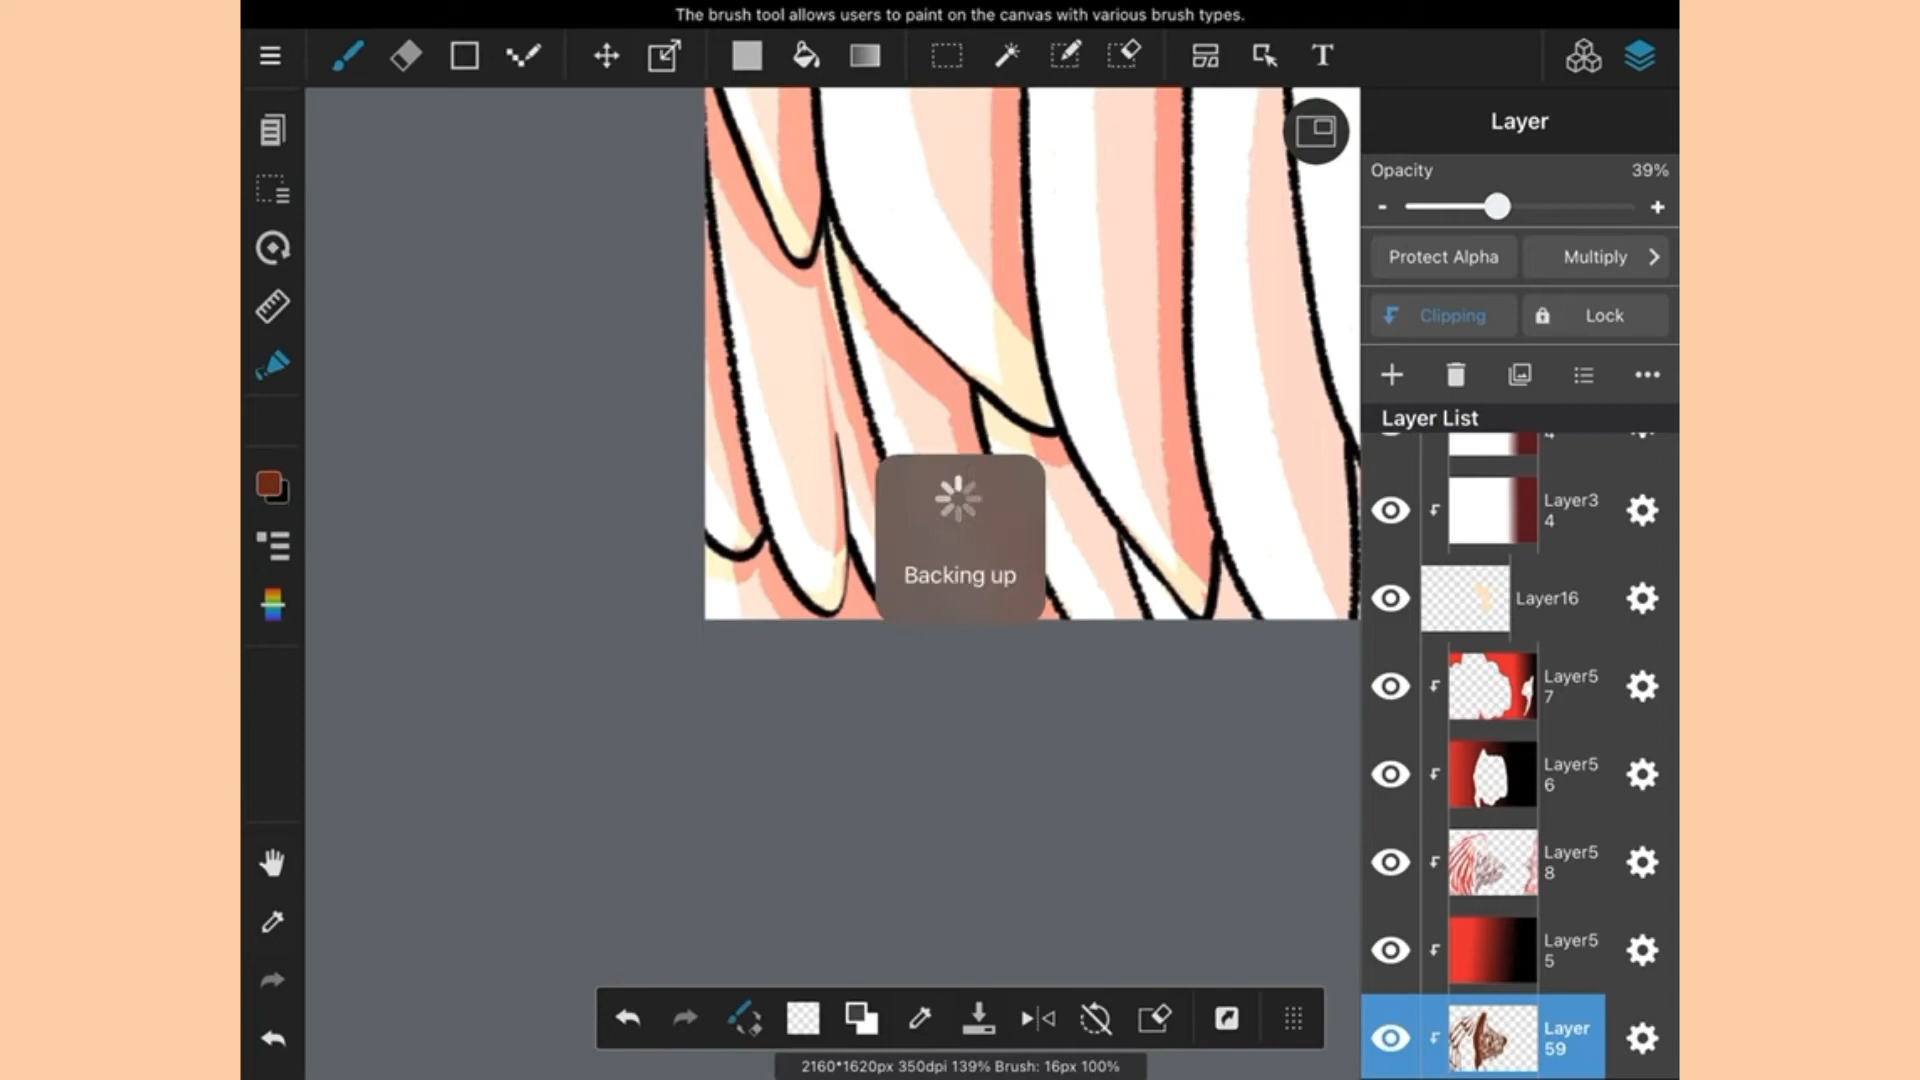 The brush tool allows users to paint on the canvas with various brush types.
T
Layer
Opacity 39%
- +
Protect Alpha Multiply
Clipping Lock
Layer List
4
Layer3
4
Layer16
Layer5
7
Layer5
6
Layer5
8
Layer5
5
Layer
59
Backing up
2160*1620px 350dpi 139% Brush: 16px 100%